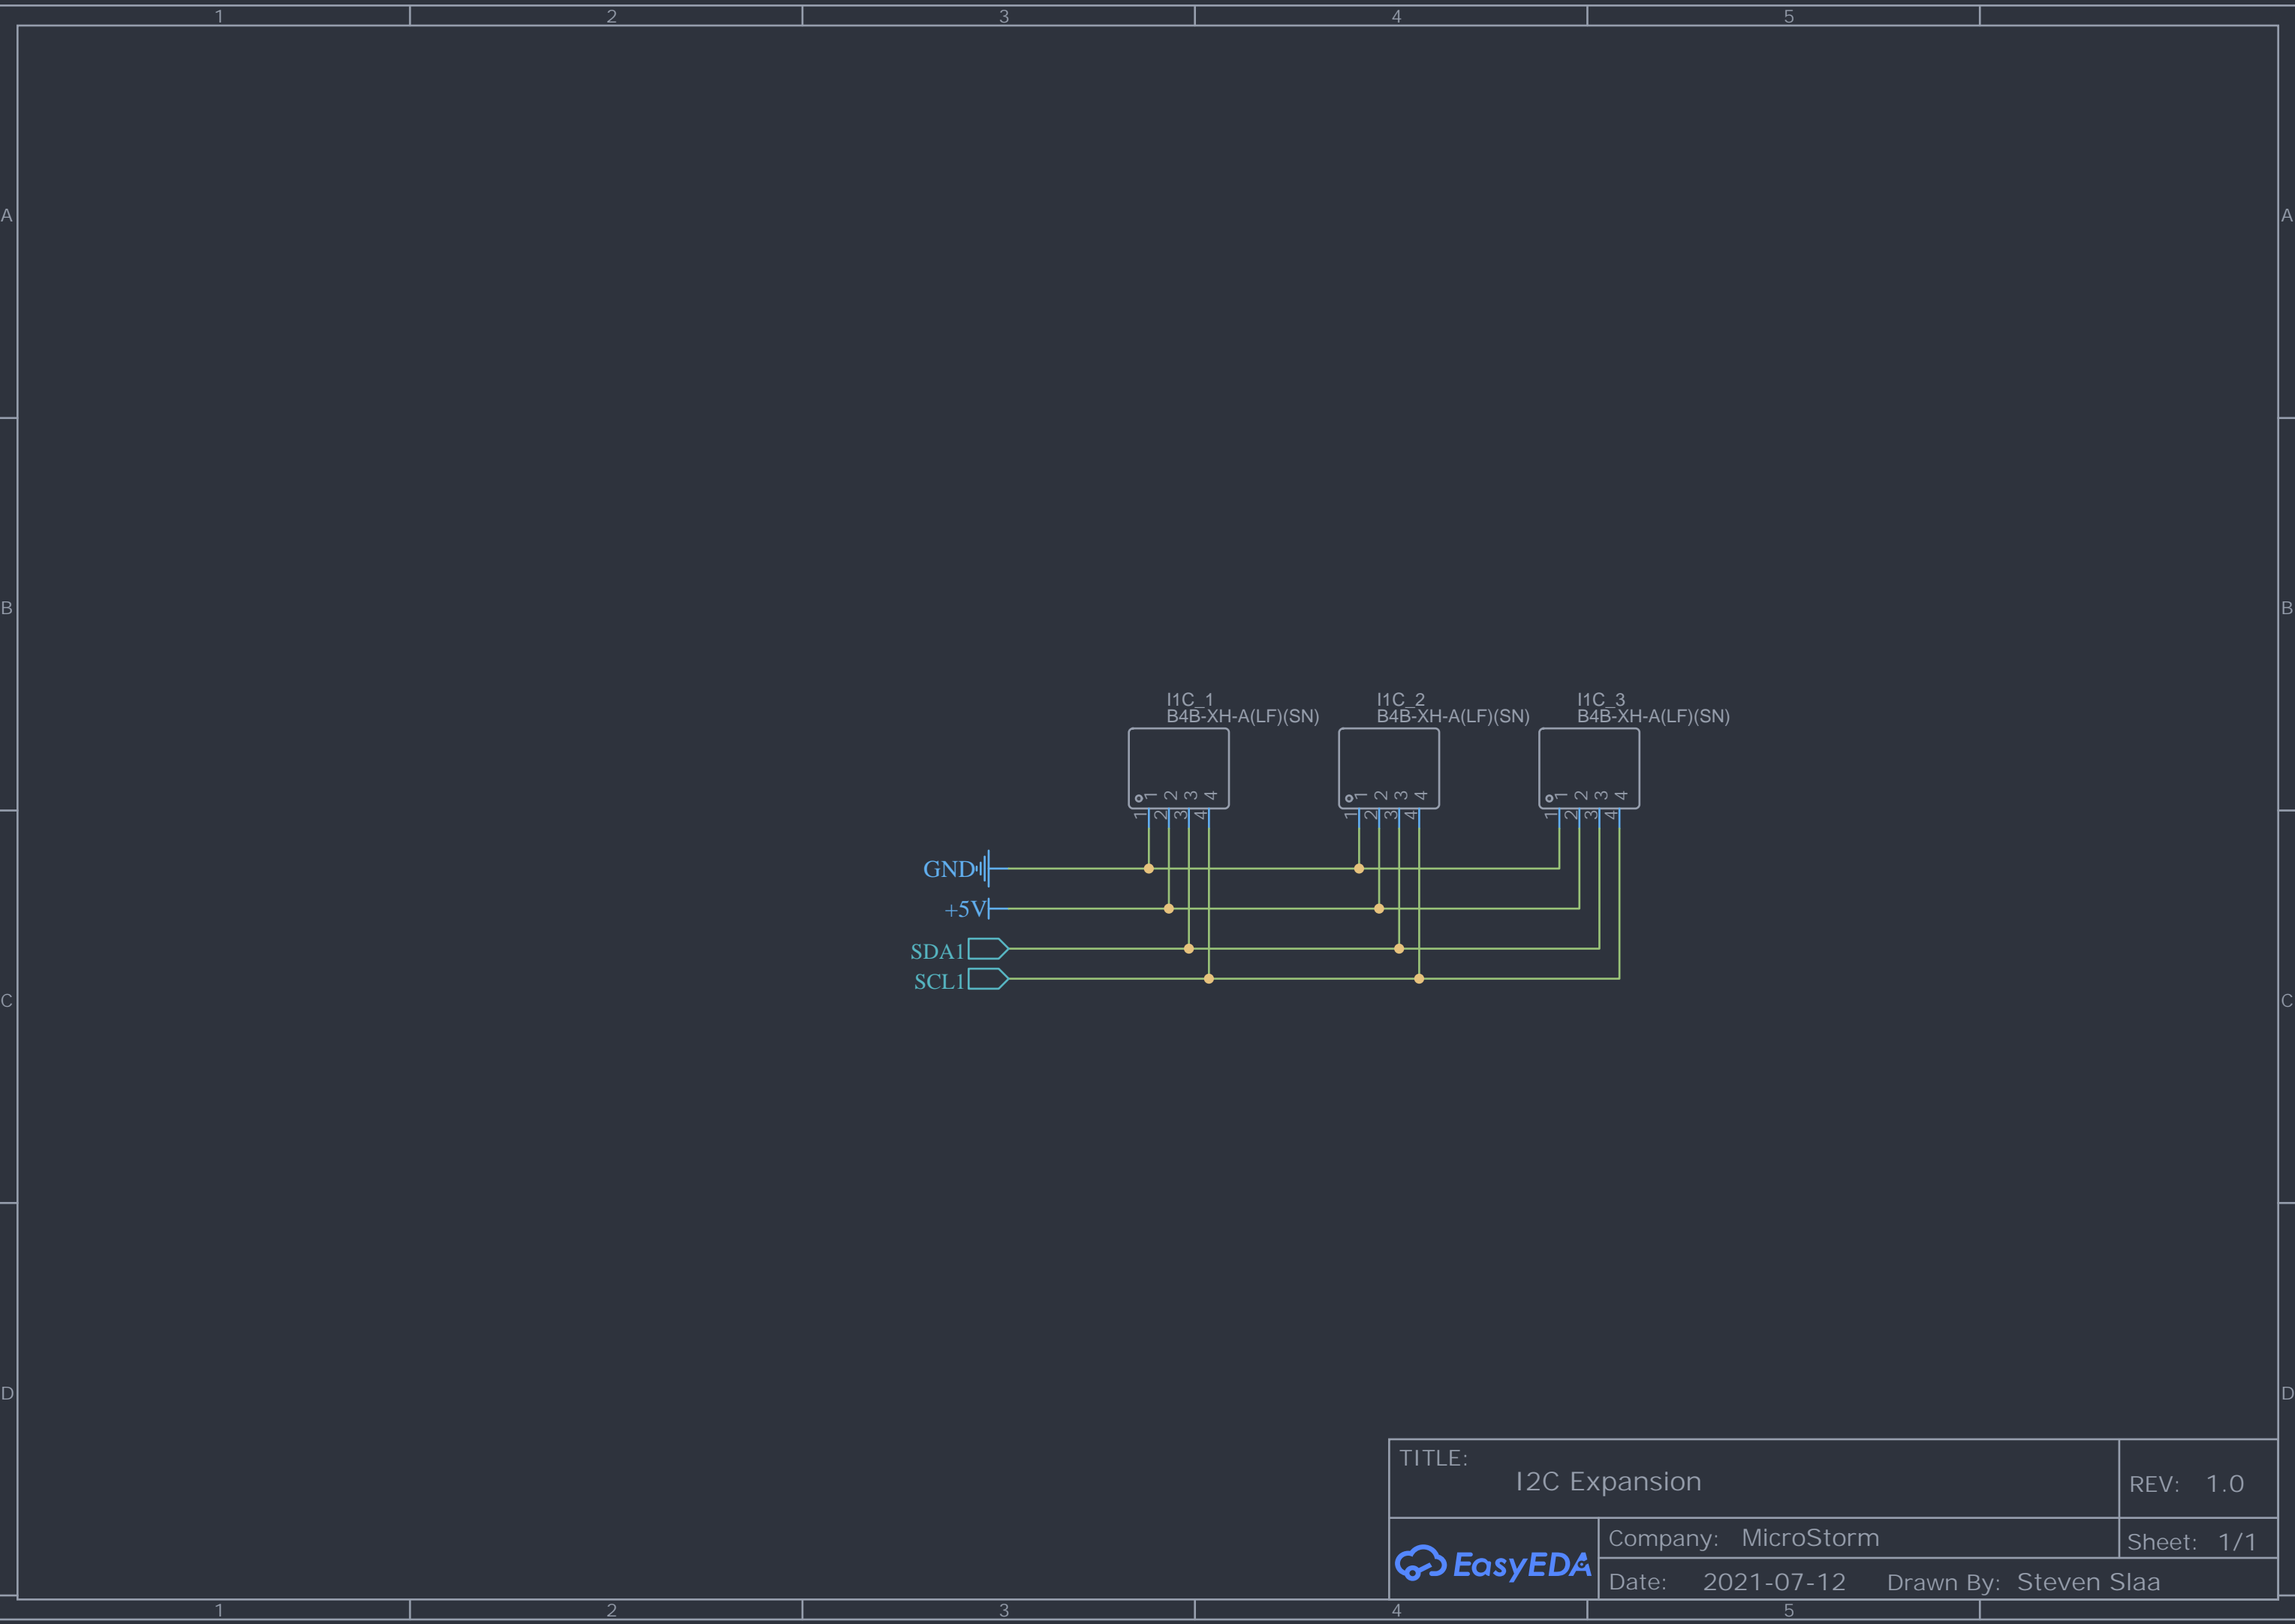 1 2 3 4 5
A A
B B
I1C_1 I1C_2 I1C_3
B4B-XH-A(LF)(SN) B4B-XH-A(LF)(SN) B4B-XH-A(LF)(SN)
1 2 3 4 1 2 3 4 1 2 3 4
1 2 3 4 1 2 3 4 1 2 3 4
GND
+5V
SDA1
SCL1
C C
D D
TITLE:
I2C Expansion
REV: 1.0
EasyEDA
Company: MicroStorm
Sheet: 1/1
Date: 2021-07-12 Drawn By: Steven Slaa
1 2 3 4 5